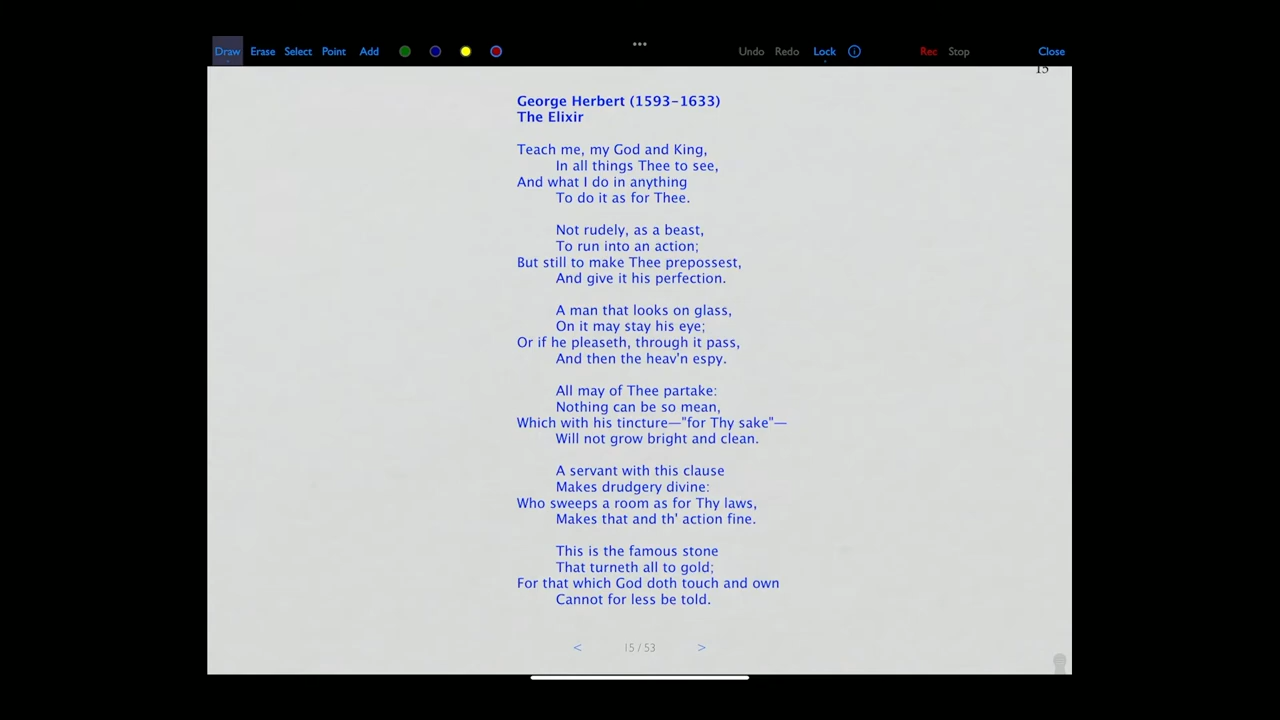 Draw Erase Select Point Add ••• Undo Redo Lock Rec Stop Close
15
George Herbert (1593-1633)
The Elixir
Teach me, my God and King,
In all things Thee to see,
And what I do in anything
To do it as for Thee.
Not rudely, as a beast,
To run into an action;
But still to make Thee prepossest,
And give it his perfection.
A man that looks on glass,
On it may stay his eye;
Or if he pleaseth, through it pass,
And then the heav'n espy.
All may of Thee partake:
Nothing can be so mean,
Which with his tincture—"for Thy sake"—
Will not grow bright and clean.
A servant with this clause
Makes drudgery divine:
Who sweeps a room as for Thy laws,
Makes that and th' action fine.
This is the famous stone
That turneth all to gold;
For that which God doth touch and own
Cannot for less be told.
< 15 / 53 >